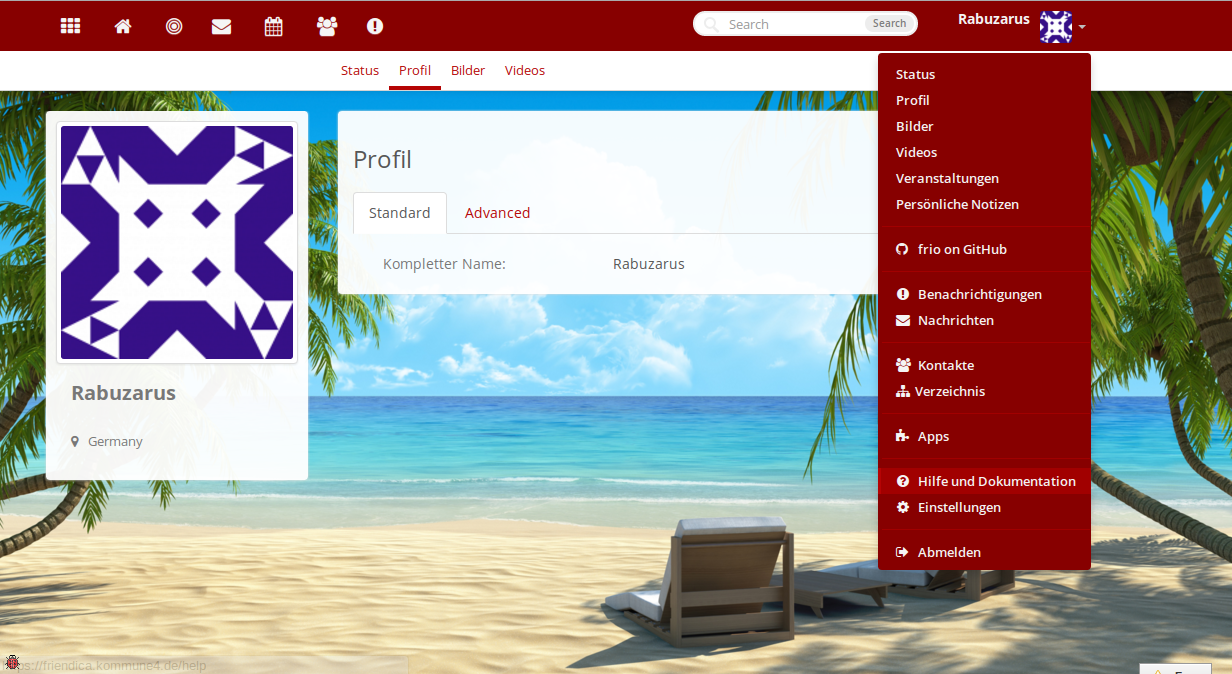 Search
Search
Rabuzarus
Status
Profil
Bilder
Videos
Status
Profil
Bilder
Videos
Veranstaltungen
Persönliche Notizen
frio on GitHub
Benachrichtigungen
Nachrichten
Kontakte
Verzeichnis
Apps
Hilfe und Dokumentation
Einstellungen
Abmelden
Profil
Standard
Advanced
Kompletter Name:
Rabuzarus
Rabuzarus
Germany
ps://friendica.kommune4.de/help